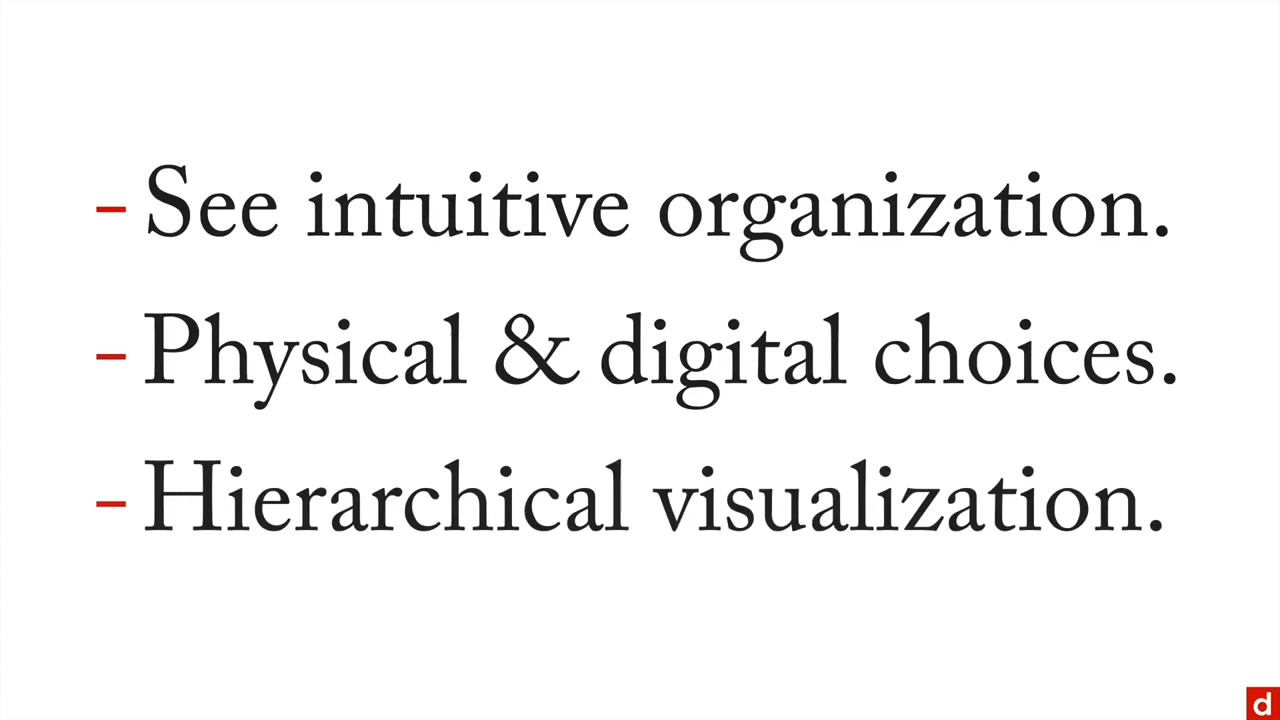 - See intuitive organization.
- Physical & digital choices.
- Hierarchical visualization.
d